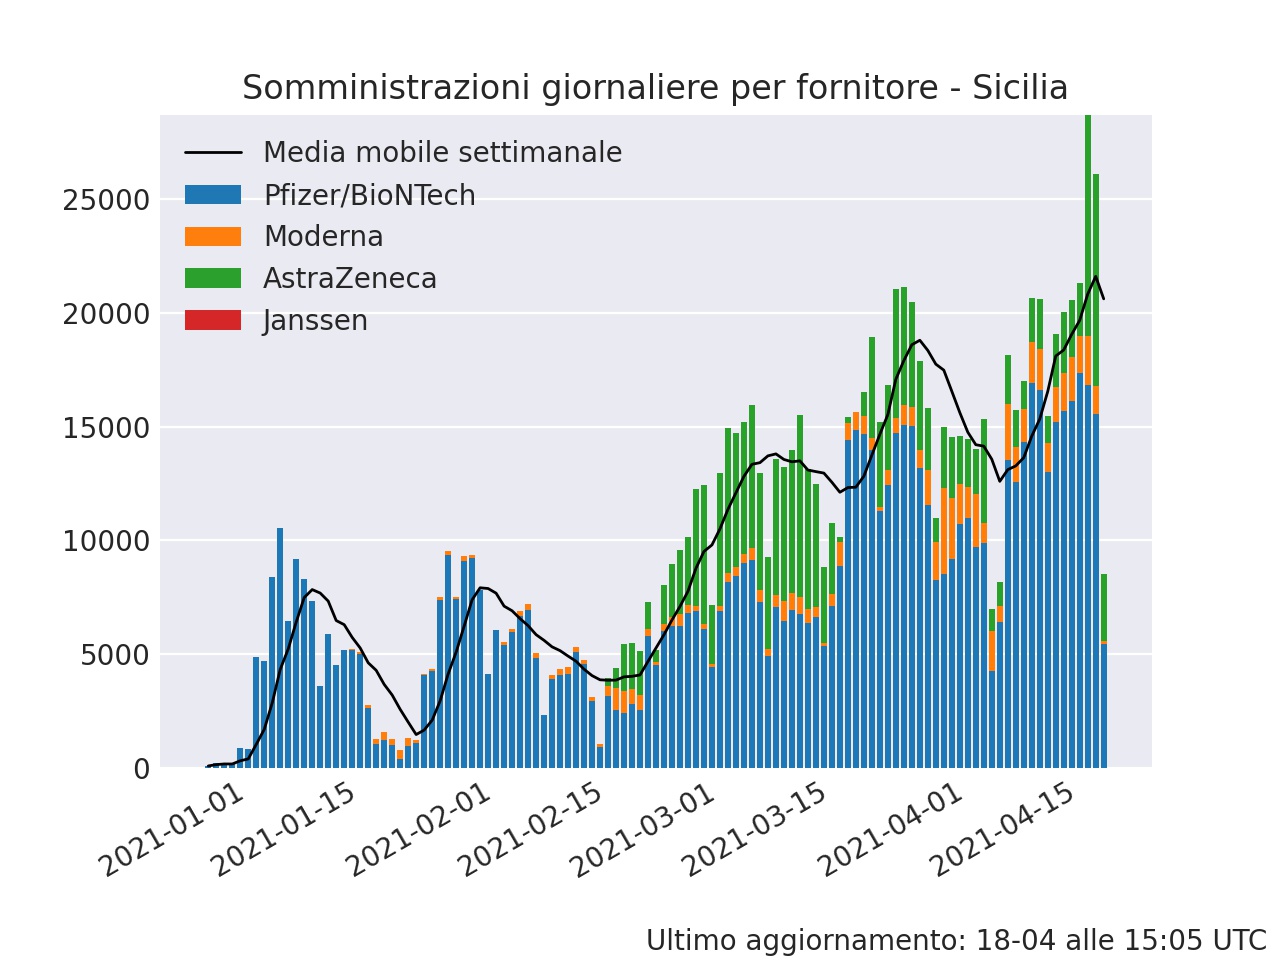 Somministrazioni giornaliere per fornitore - Sicilia
Media mobile settimanale
Pfizer/BioNTech
Moderna
AstraZeneca
Janssen
25000
20000
15000
10000
5000
0
2021-01-01
2021-01-15
2021-02-01
2021-02-15
2021-03-01
2021-03-15
2021-04-01
2021-04-15
Ultimo aggiornamento: 18-04 alle 15:05 UTC